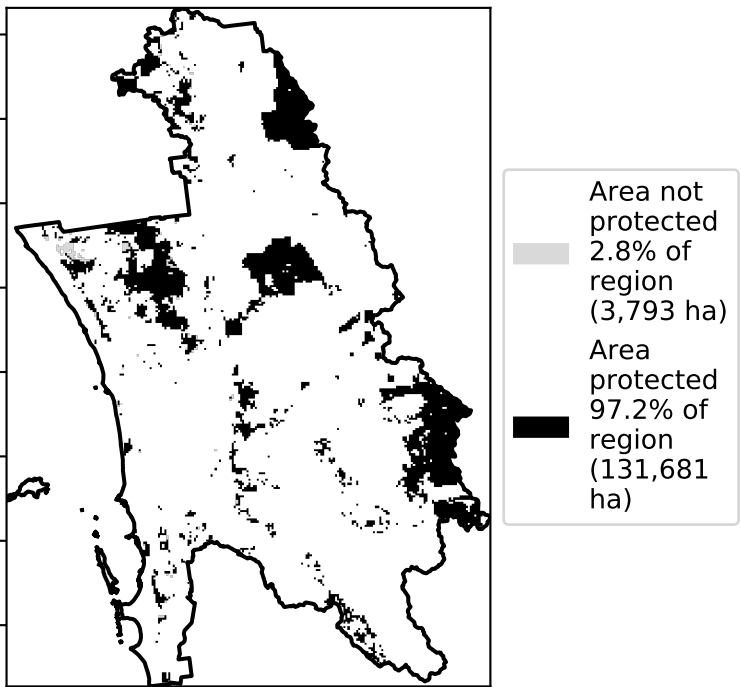 Area not
protected
2.8% of
region
(3,793 ha)
Area
protected
97.2% of
region
(131,681
ha)